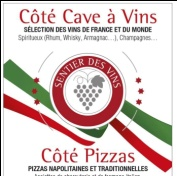 Côté Cave à Vins
SÉLECTION DES VINS DE FRANCE ET DU MONDE
Spiritueux (Rhum, Whisky, Armagnac...), Champagnes...
SENTIER DES VINS
Côté Pizzas
PIZZAS NAPOLITAINES ET TRADITIONNELLES